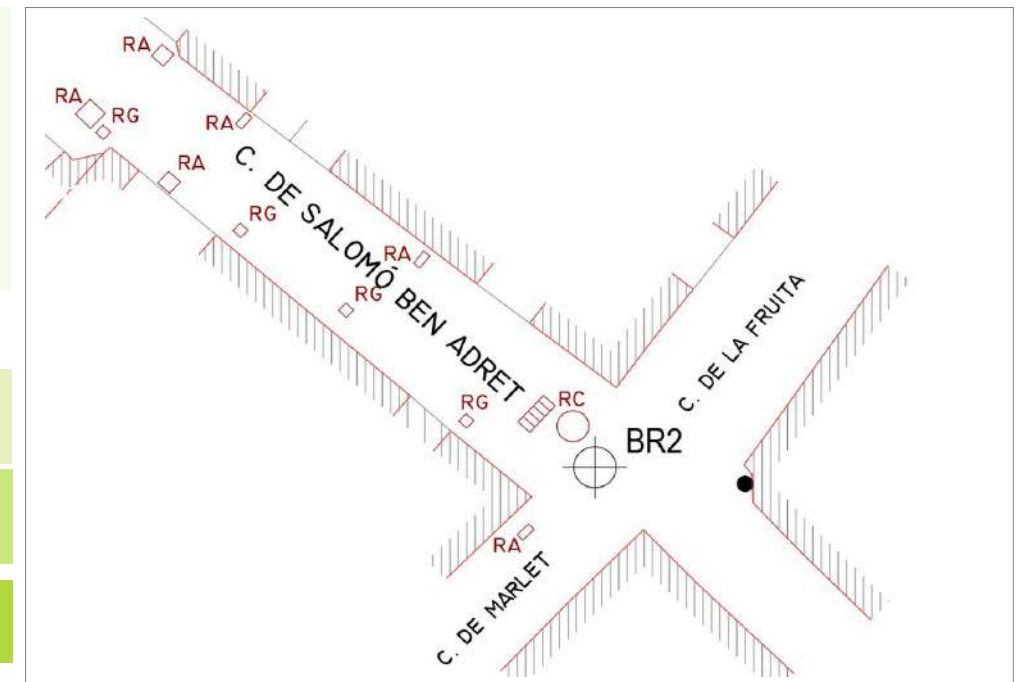 RA
RA
RG
RA
RA
RG
C. DE SALOMÓ BEN ADRET
RA
RG
C. DE LA FRUITA
RG
RC
BR2
RA
C. DE MARLET